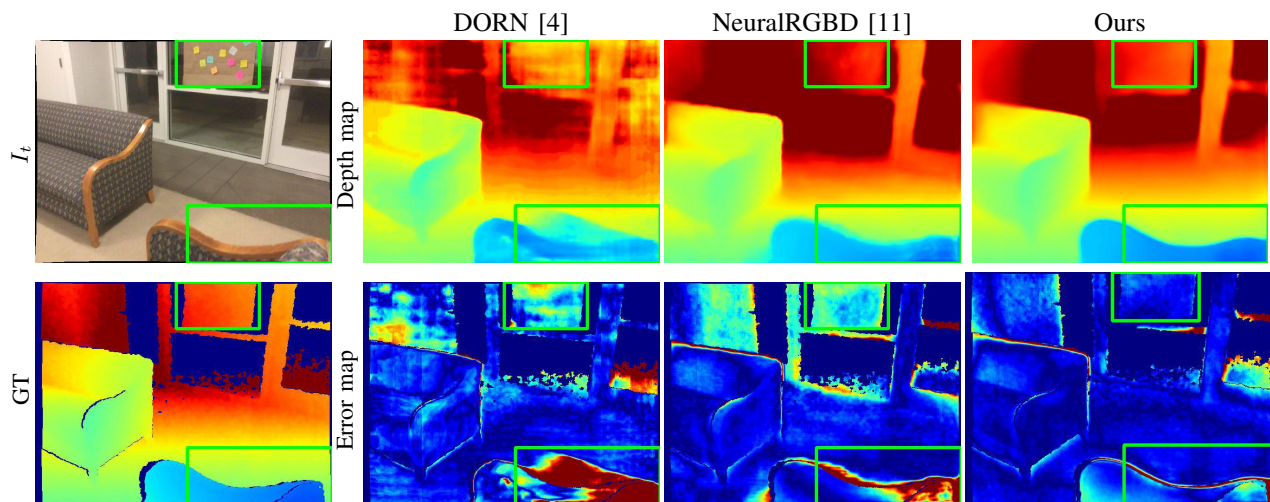 DORN [4] NeuralRGBD [11] Ours
I_t
Depth map
GT
Error map